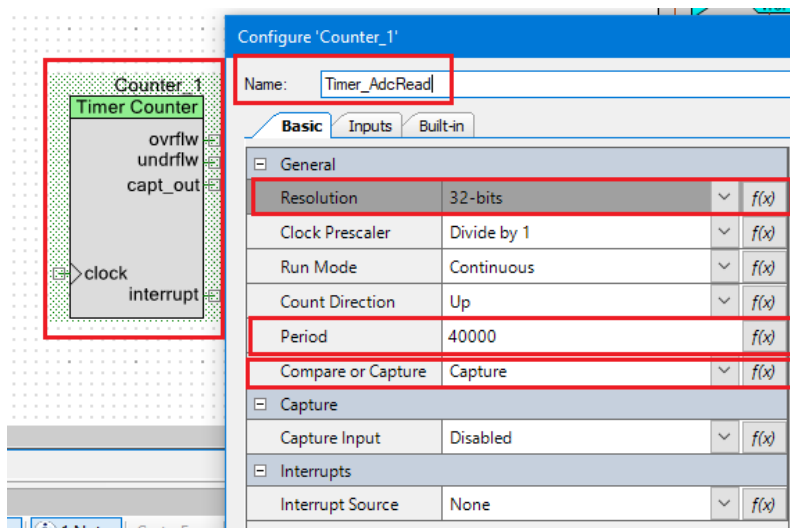 Counter_1
Timer Counter
ovrflw
undrflw
capt_out
clock
interrupt
Configure 'Counter_1'
Name: Timer_AdcRead
Basic Inputs Built-in
General
Resolution 32-bits f(x)
Clock Prescaler Divide by 1 f(x)
Run Mode Continuous f(x)
Count Direction Up f(x)
Period 40000 f(x)
Compare or Capture Capture f(x)
Capture
Capture Input Disabled f(x)
Interrupts
Interrupt Source None f(x)